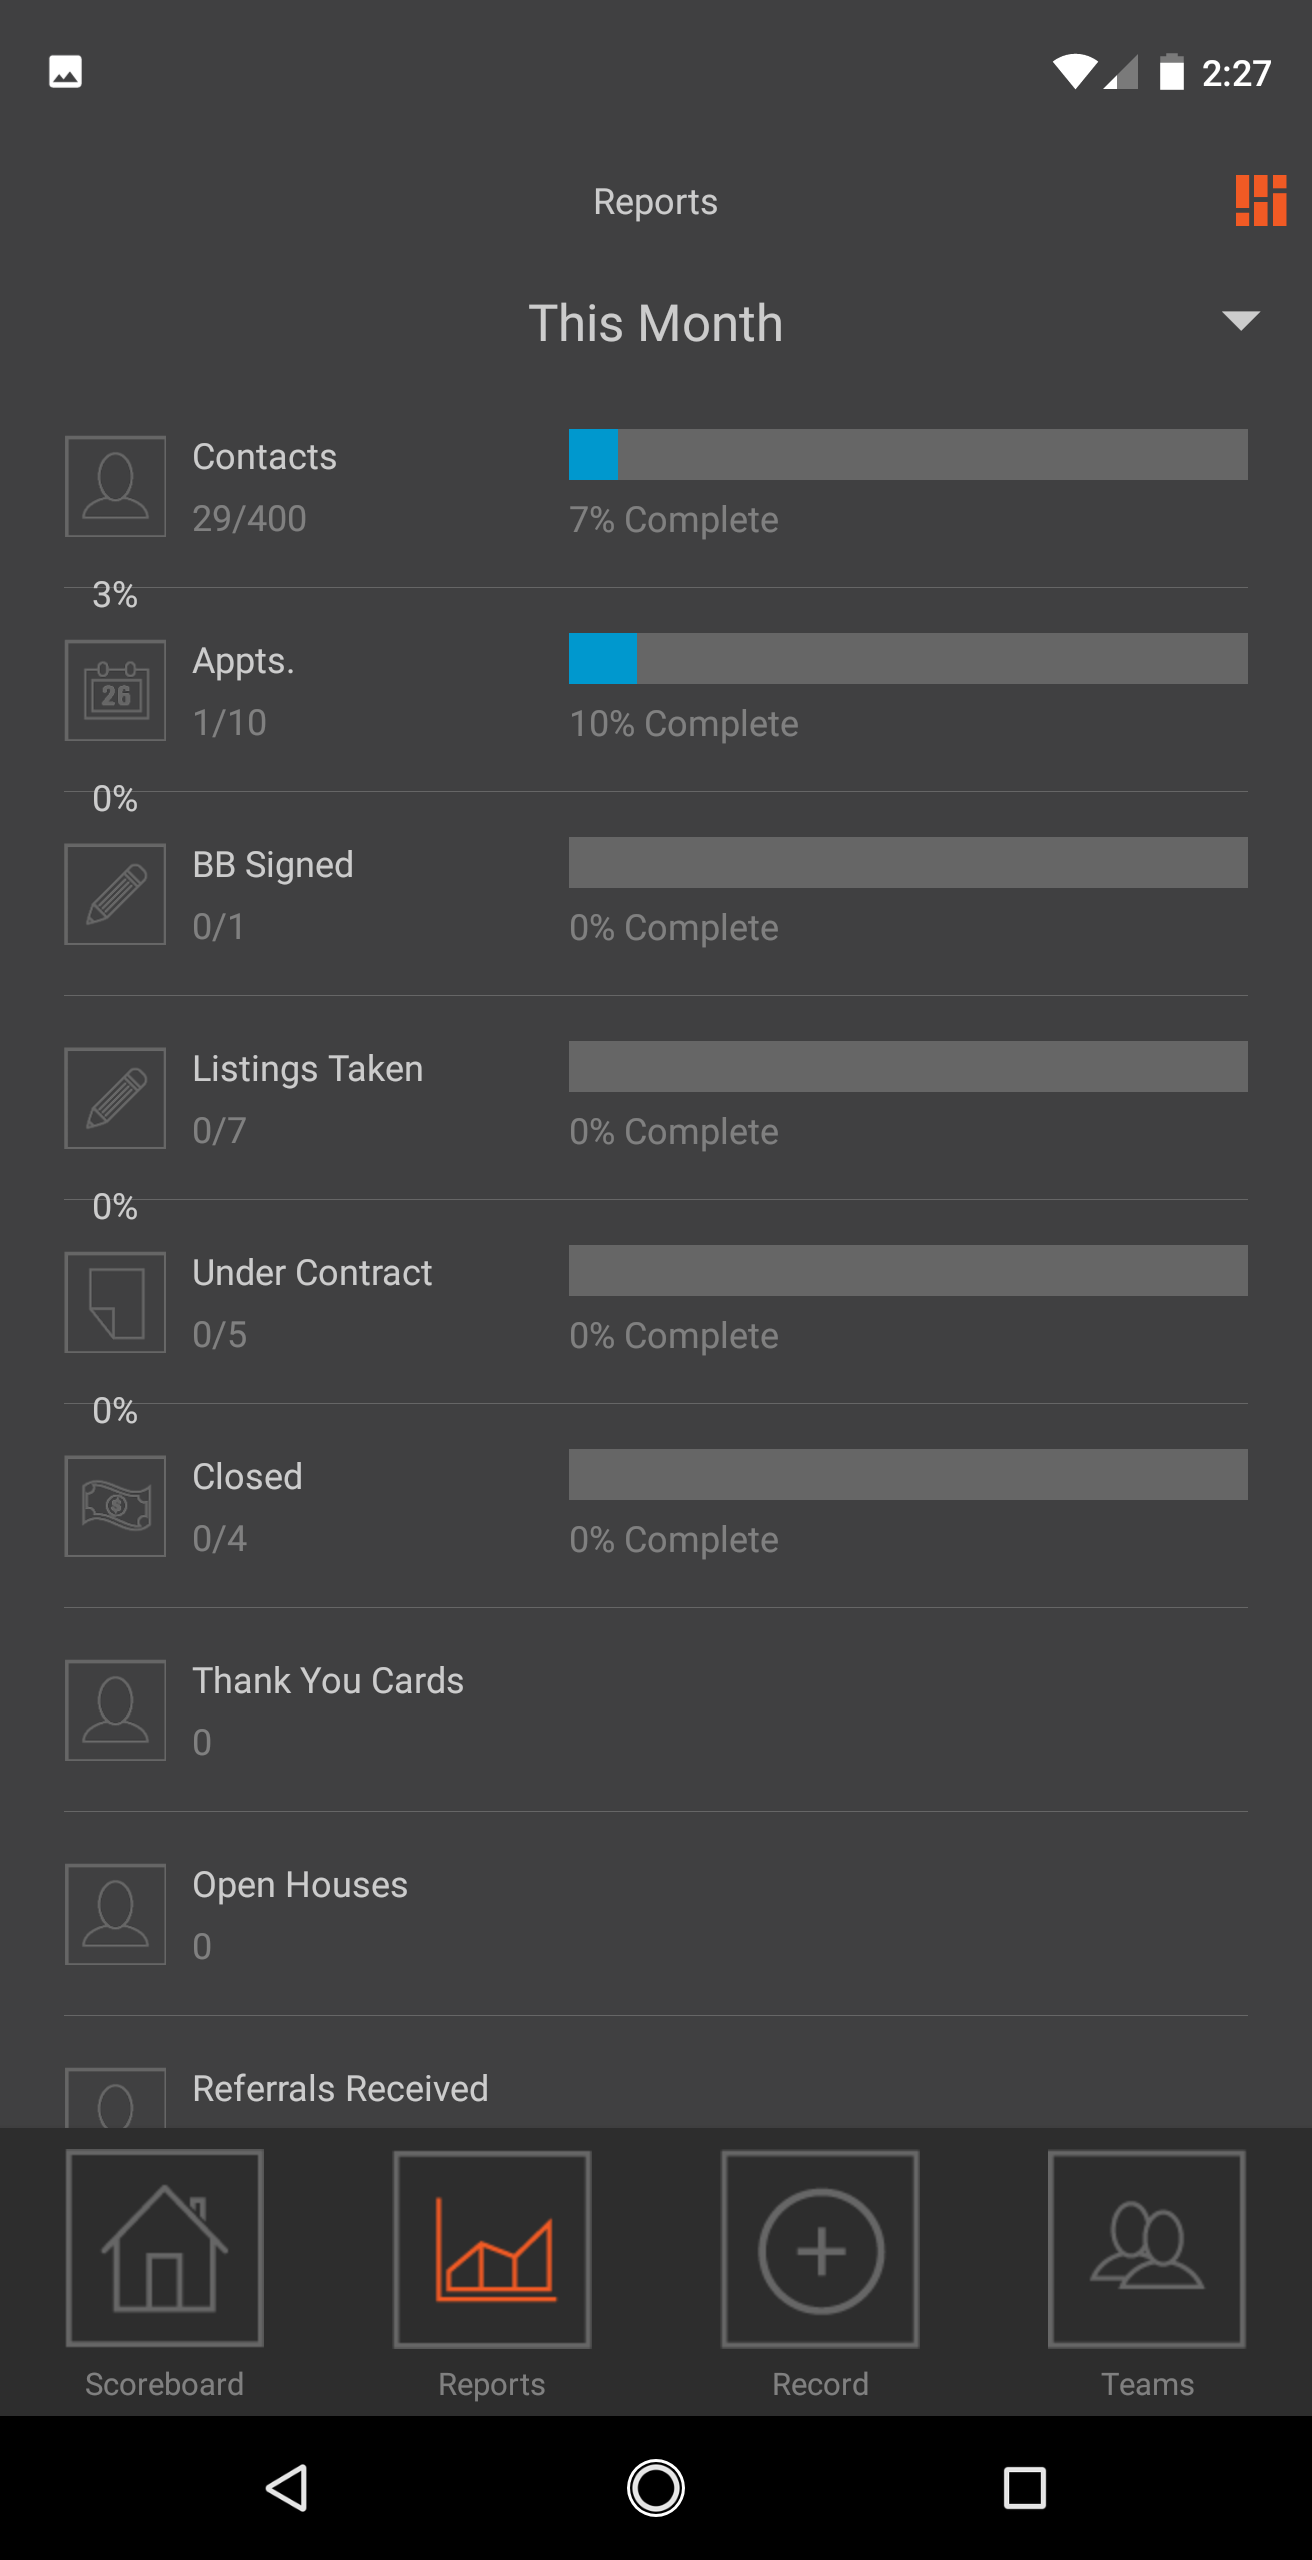 2:27
Reports
This Month
Contacts
29/400
7% Complete
3%
Appts.
26
1/10
10% Complete
0%
BB Signed
0/1
0% Complete
Listings Taken
0/7
0% Complete
0%
Under Contract
0/5
0% Complete
0%
Closed
$
0/4
0% Complete
Thank You Cards
0
Open Houses
0
Referrals Received
Scoreboard
Reports
Record
Teams